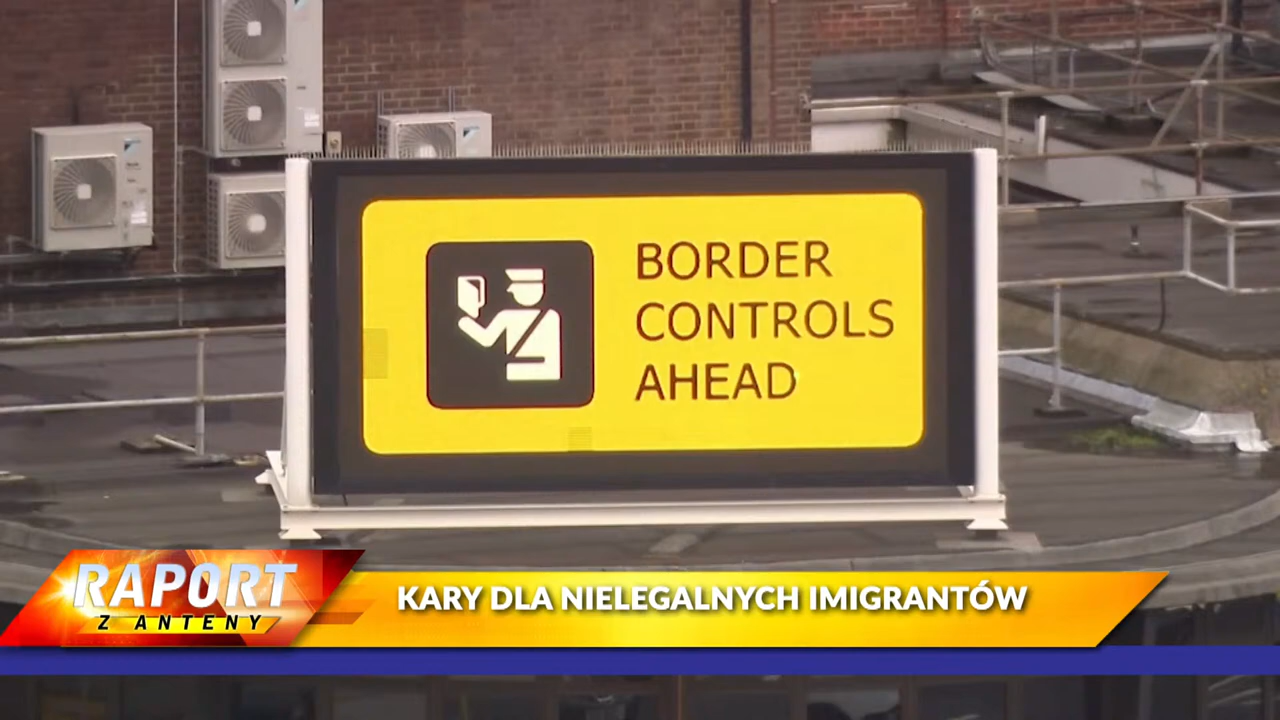 BORDER
CONTROLS
AHEAD
RAPORT
Z ANTENY
KARY DLA NIELEGALNYCH IMIGRANTÓW